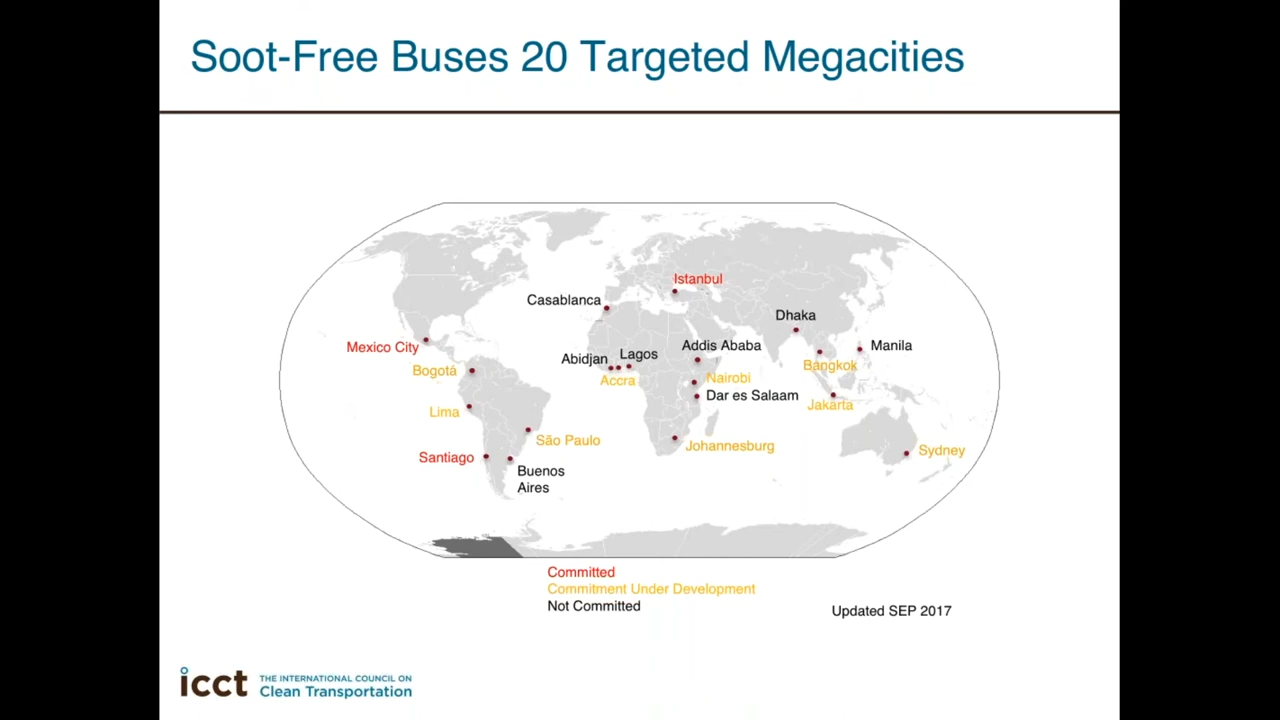 Soot-Free Buses 20 Targeted Megacities
Istanbul
Casablanca
Dhaka
Mexico City
Abidjan
Lagos
Addis Ababa
Manila
Bogotá
Accra
Nairobi
Bangkok
Dar es Salaam
Lima
Jakarta
São Paulo
Johannesburg
Sydney
Santiago
Buenos
Aires
Committed
Commitment Under Development
Not Committed
Updated SEP 2017
icct
THE INTERNATIONAL COUNCIL ON
Clean Transportation